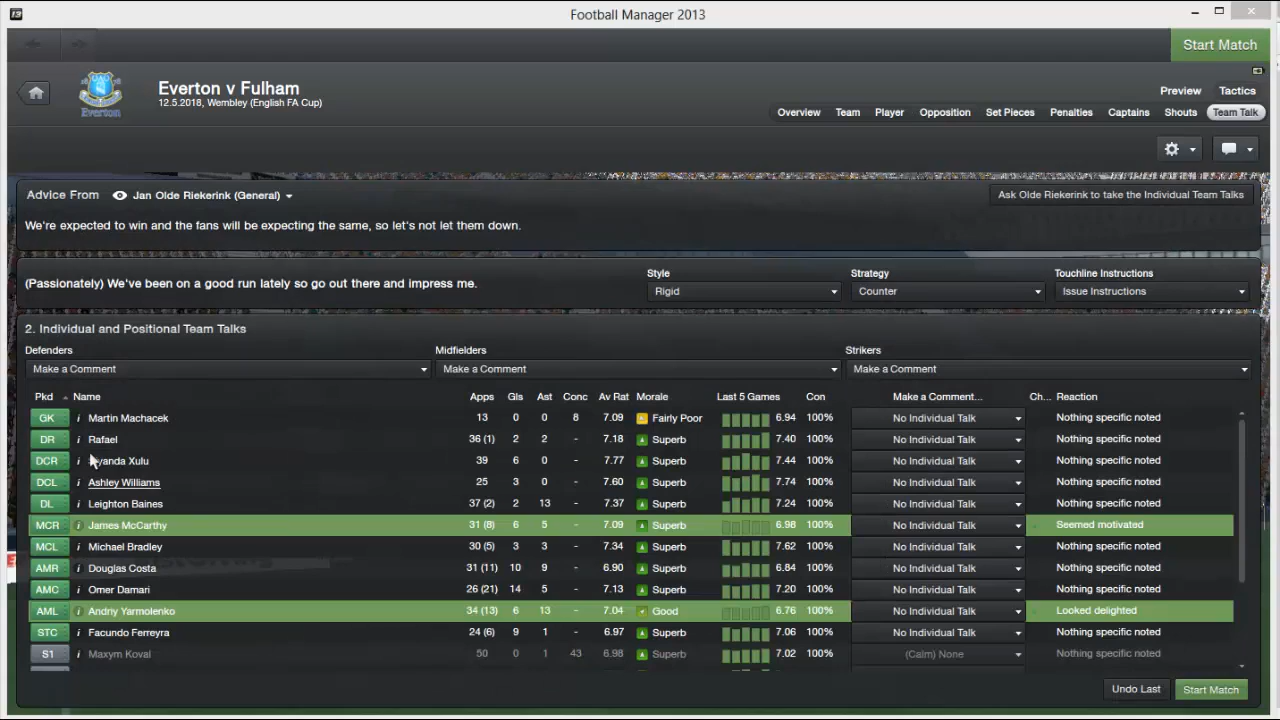 13
Football Manager 2013
Start Match
Everton
Everton v Fulham
12.5.2018, Wembley (English FA Cup)
Preview Tactics
Overview Team Player Opposition Set Pieces Penalties Captains Shouts Team Talk
Advice From Jan Olde Riekerink (General) Ask Olde Riekerink to take the Individual Team Talks
We're expected to win and the fans will be expecting the same, so let's not let them down.
Style Strategy Touchline Instructions
(Passionately) We've been on a good run lately so go out there and impress me. Rigid Counter Issue Instructions
2. Individual and Positional Team Talks
Defenders Midfielders Strikers
Make a Comment Make a Comment Make a Comment
Pkd Name Apps Gls Ast Conc Av Rat Morale Last 5 Games Con Make a Comment... Ch... Reaction
GK i Martin Machacek 13 0 0 8 7.09 Fairly Poor 6.94 100% No Individual Talk Nothing specific noted
DR i Rafael 36 (1) 2 2 - 7.18 Superb 7.40 100% No Individual Talk Nothing specific noted
DCR i Xulu 39 6 0 - 7.77 Superb 7.44 100% No Individual Talk Nothing specific noted
DCL i Ashley Williams 25 3 0 - 7.60 Superb 7.74 100% No Individual Talk Nothing specific noted
DL i Leighton Baines 37 (2) 2 13 - 7.37 Superb 7.24 100% No Individual Talk Nothing specific noted
MCR i James McCarthy 31 (8) 6 5 - 7.09 Superb 6.98 100% No Individual Talk Seemed motivated
MCL i Michael Bradley 30 (5) 3 3 - 7.34 Superb 7.62 100% No Individual Talk Nothing specific noted
AMR i Douglas Costa 31 (11) 10 9 - 6.90 Superb 6.84 100% No Individual Talk Nothing specific noted
AMC i Omer Damari 26 (21) 14 5 - 7.13 Superb 7.20 100% No Individual Talk Nothing specific noted
AML i Andriy Yarmolenko 34 (13) 6 13 - 7.04 Good 6.76 100% No Individual Talk Looked delighted
STC i Facundo Ferreyra 24 (6) 9 1 - 6.97 Superb 7.06 100% No Individual Talk Nothing specific noted
S1 i Maxym Koval 50 0 1 43 6.98 Superb 7.02 100% (Calm) None Nothing specific noted
Undo Last Start Match